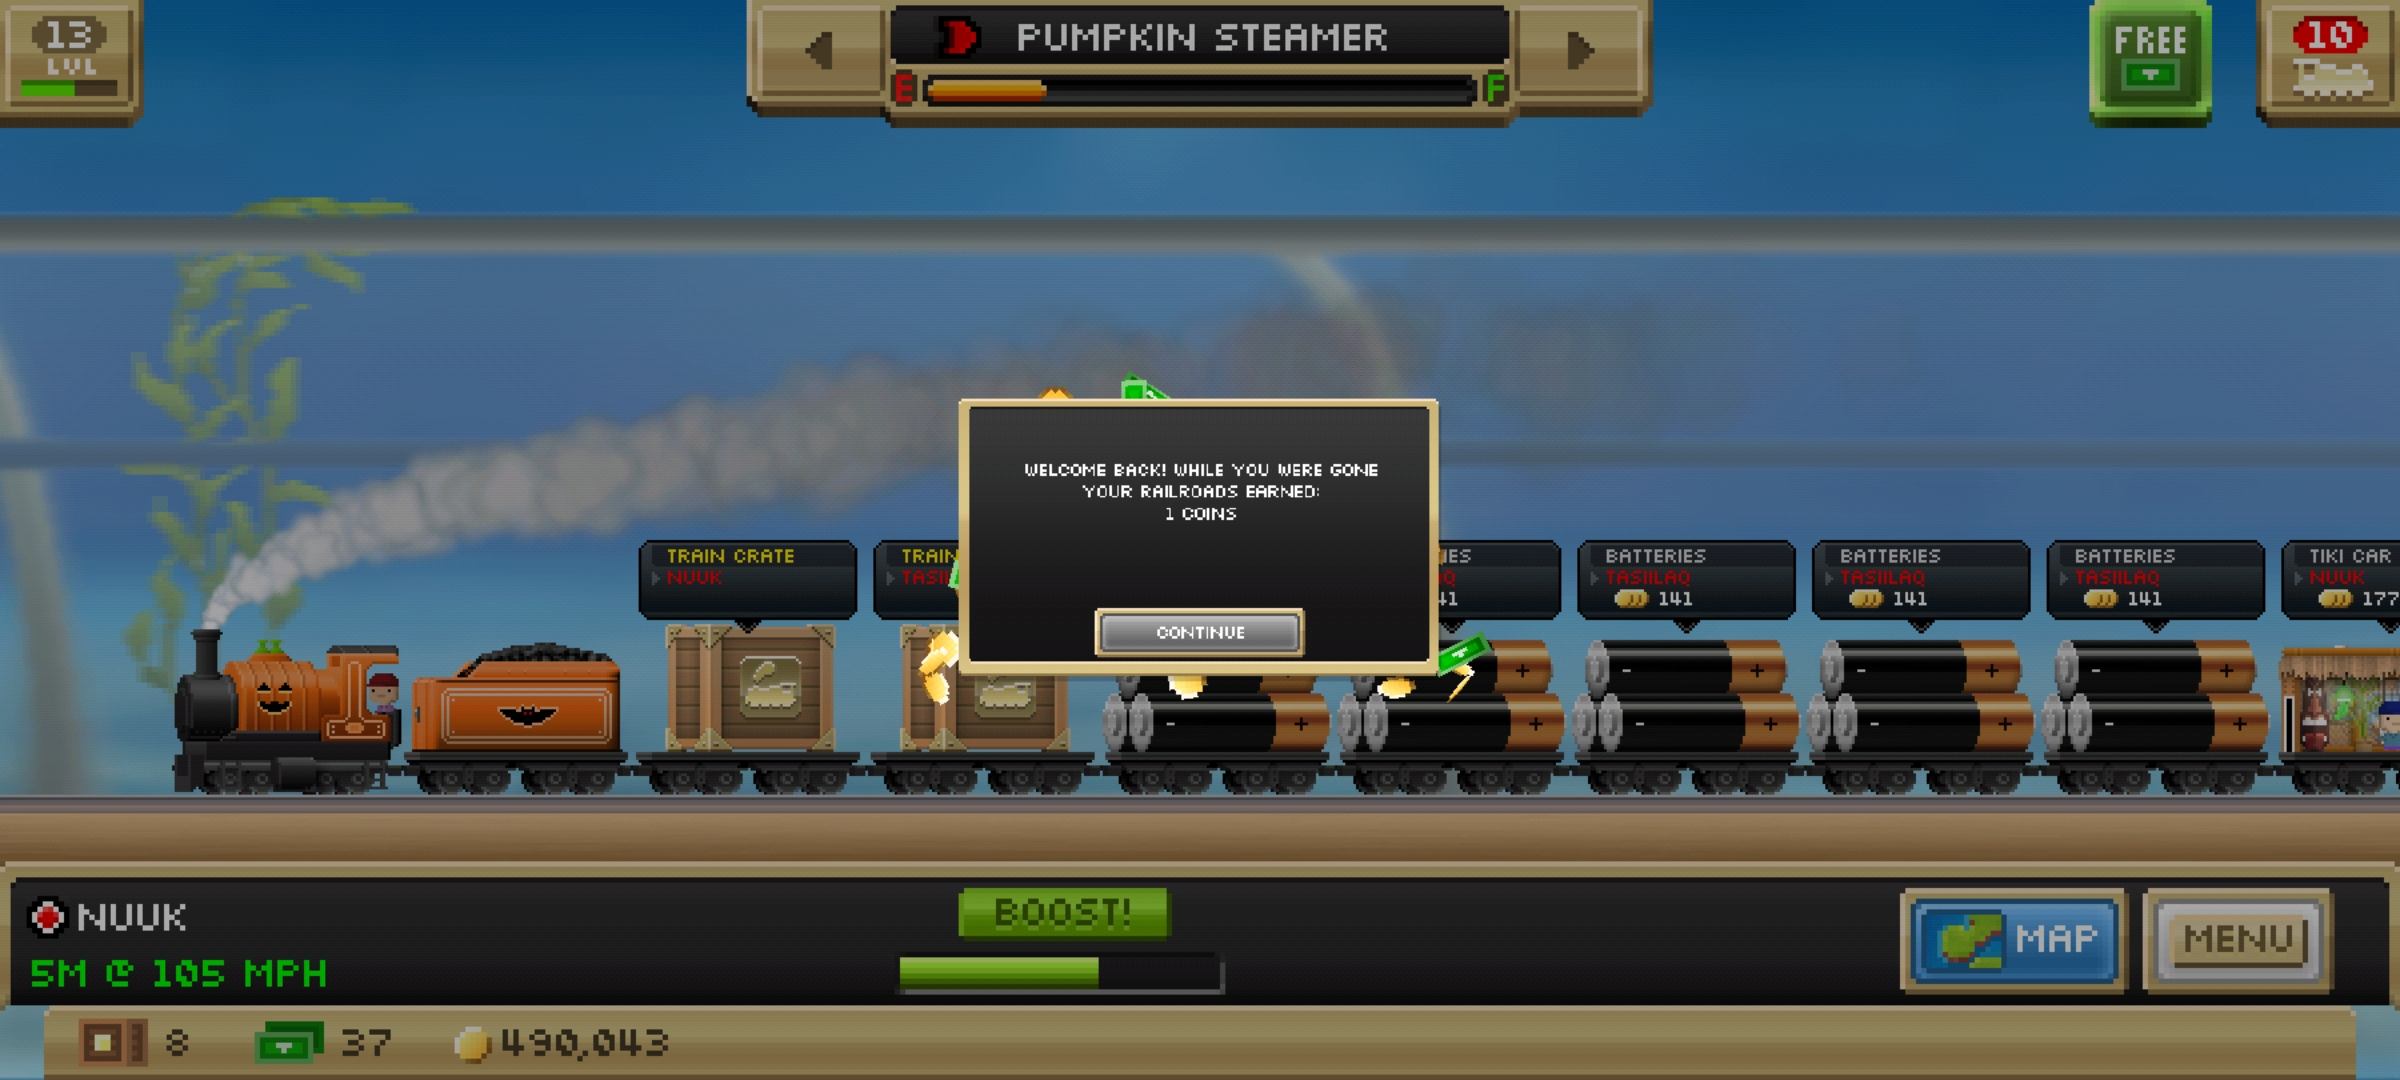 13
LVL
PUMPKIN STEAMER
E
F
FREE
10
WELCOME BACK! WHILE YOU WERE GONE
YOUR RAILROADS EARNED:
1 COINS
CONTINUE
TRAIN CRATE
NUUK
TRAIN
BATTERIES
TASIILAQ
141
BATTERIES
TASIILAQ
141
BATTERIES
TASIILAQ
141
TIKI CAR
NUUK
177
NUUK
5M @ 105 MPH
BOOST!
MAP
MENU
8
37
490,043